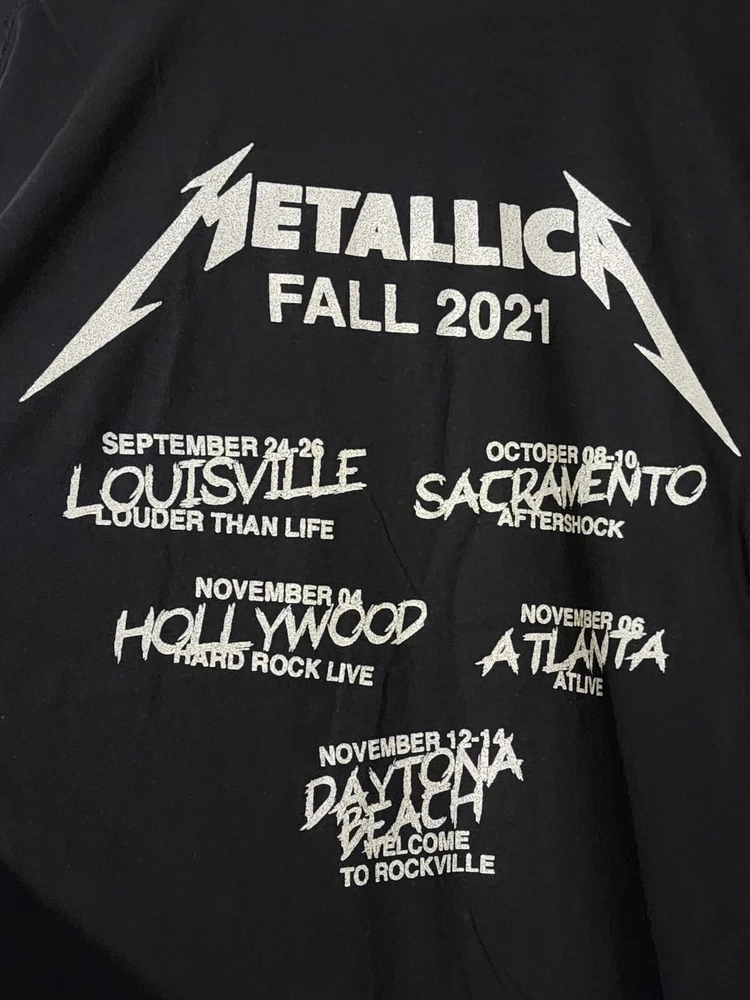 METALLICA
FALL 2021
SEPTEMBER 24-26
LOUISVILLE
LOUDER THAN LIFE
OCTOBER 08-10
SACRAMENTO
AFTERSHOCK
NOVEMBER 04
HOLLYWOOD
HARD ROCK LIVE
NOVEMBER 06
ATLANTA
ATLIVE
NOVEMBER 12-14
DAYTONA
BEACH
WELCOME
TO ROCKVILLE